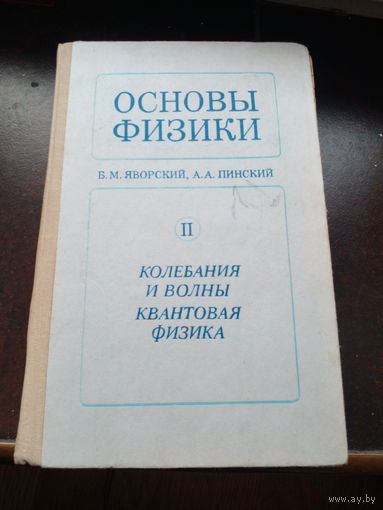 ОСНОВЫ
ФИЗИКИ
Б. М. ЯВОРСКИЙ, А. А. ПИНСКИЙ
II
КОЛЕБАНИЯ
И ВОЛНЫ
КВАНТОВАЯ
ФИЗИКА
www.ay.by